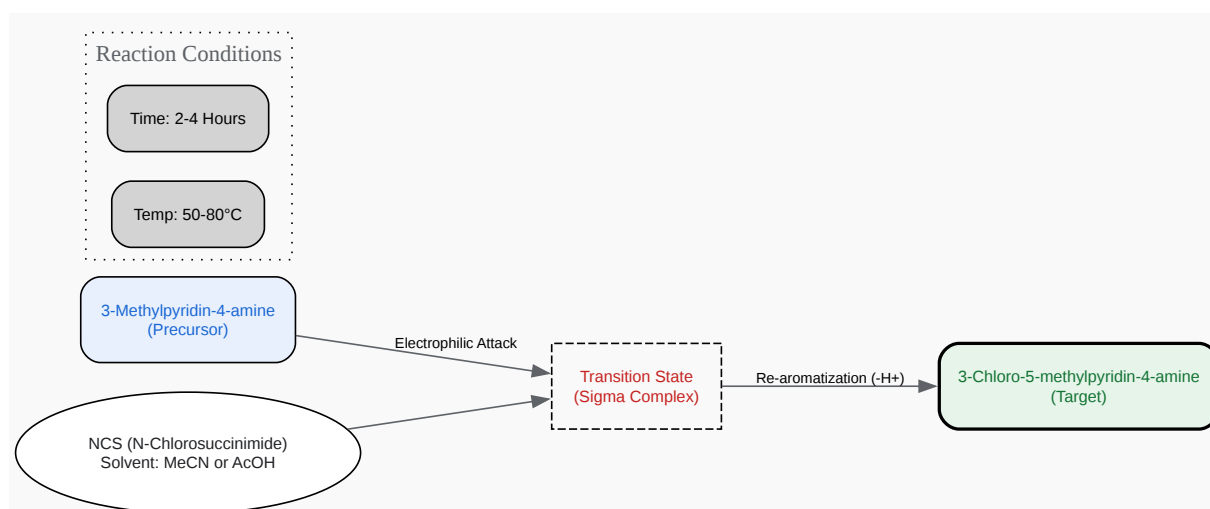 Reaction Conditions
Time: 2-4 Hours
Temp: 50-80°C
3-Methylpyridin-4-amine
(Precursor)
Electrophilic Attack
NCS (N-Chlorosuccinimide)
Solvent: MeCN or AcOH
Transition State
(Sigma Complex)
Re-aromatization (-H+)
3-Chloro-5-methylpyridin-4-amine
(Target)